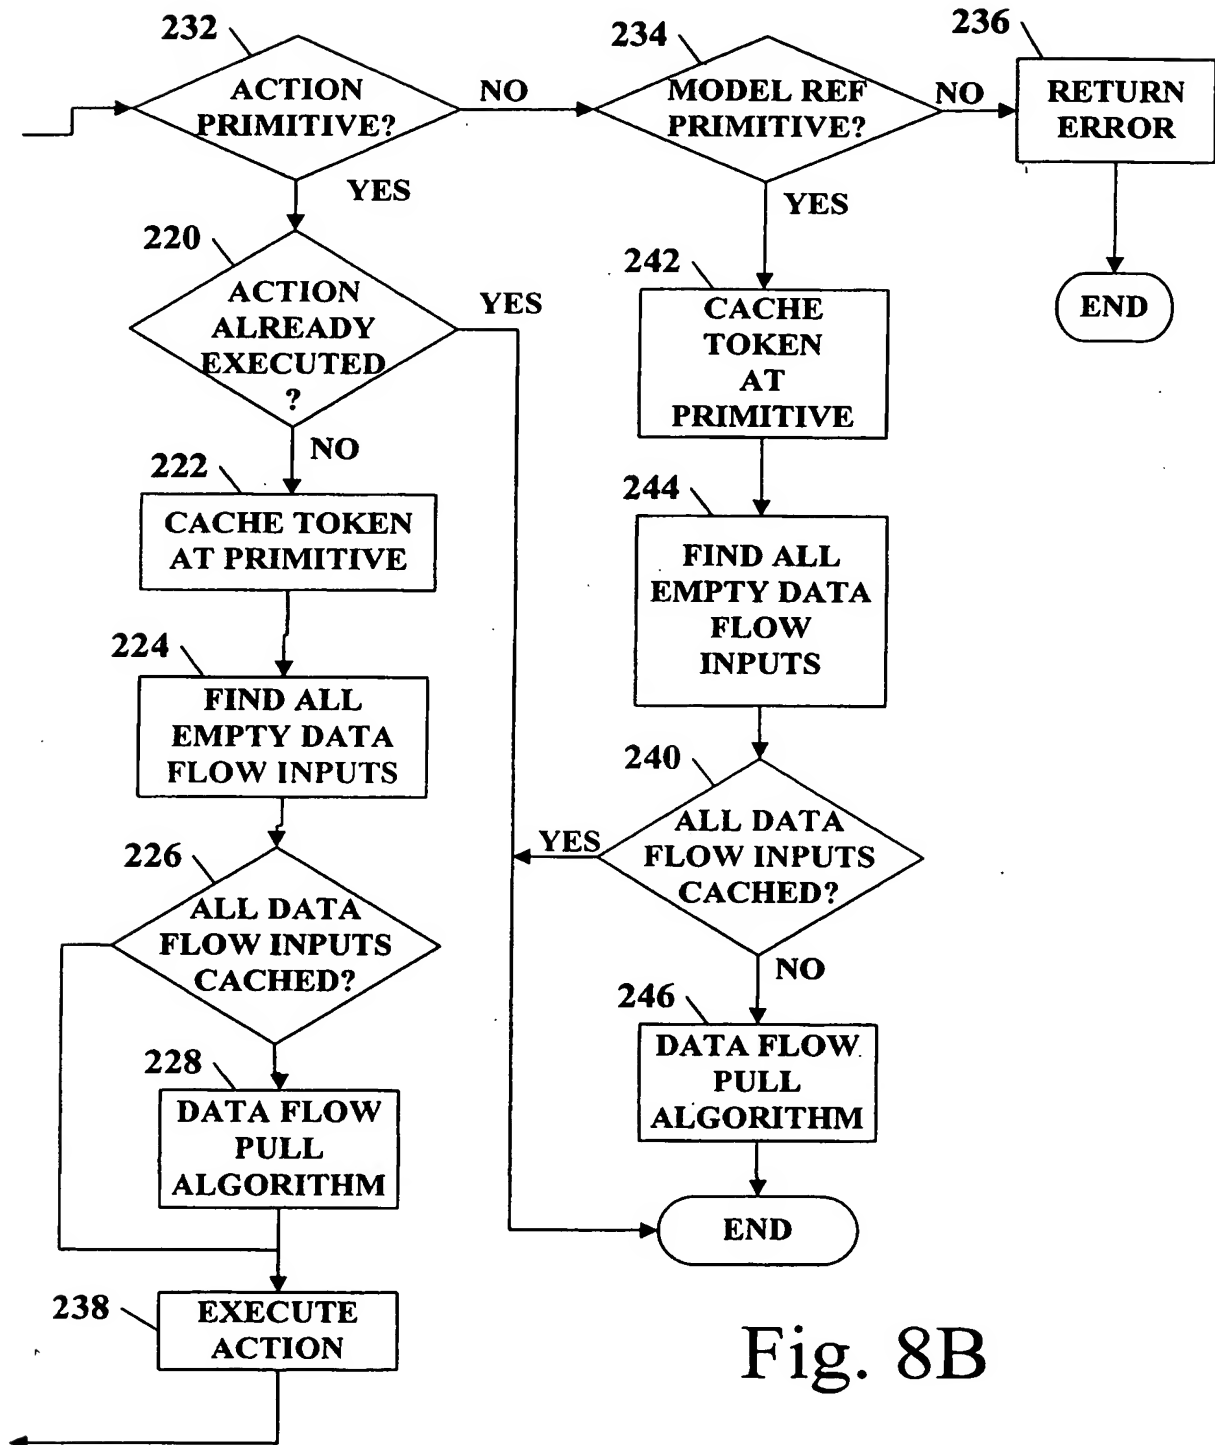 232
234
236
ACTION
PRIMITIVE?
NO
MODEL REF
PRIMITIVE?
NO
RETURN
ERROR
YES
YES
220
ACTION
ALREADY
EXECUTED
?
YES
242
CACHE
TOKEN
AT
PRIMITIVE
END
NO
222
CACHE TOKEN
AT PRIMITIVE
244
FIND ALL
EMPTY DATA
FLOW
INPUTS
224
FIND ALL
EMPTY DATA
FLOW INPUTS
240
ALL DATA
FLOW INPUTS
CACHED?
YES
226
ALL DATA
FLOW INPUTS
CACHED?
NO
246
DATA FLOW
PULL
ALGORITHM
228
DATA FLOW
PULL
ALGORITHM
END
238
EXECUTE
ACTION
Fig. 8B